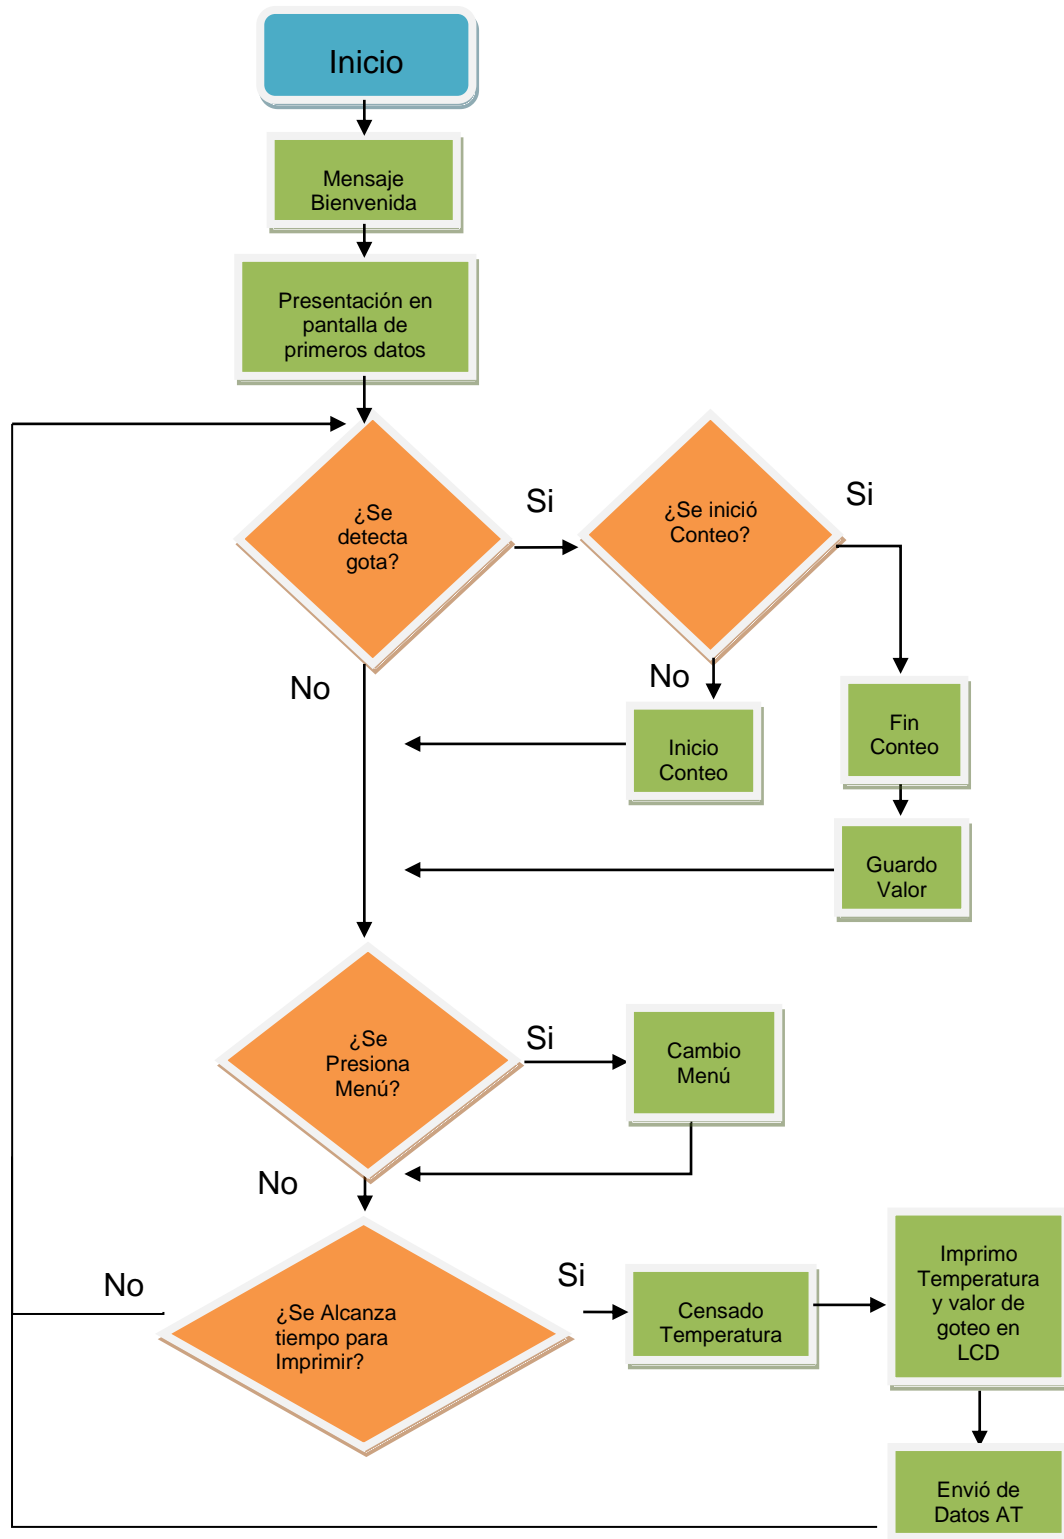 Inicio
Mensaje
Bienvenida
Presentación en
pantalla de
primeros datos
¿Se
detecta
gota?
Si
¿Se inició
Conteo?
Si
No
No
Inicio
Conteo
Fin
Conteo
Guardo
Valor
¿Se
Presiona
Menú?
Si
Cambio
Menú
No
No
¿Se Alcanza
tiempo para
Imprimir?
Si
Censado
Temperatura
Imprimo
Temperatura
y valor de
goteo en
LCD
Envió de
Datos AT